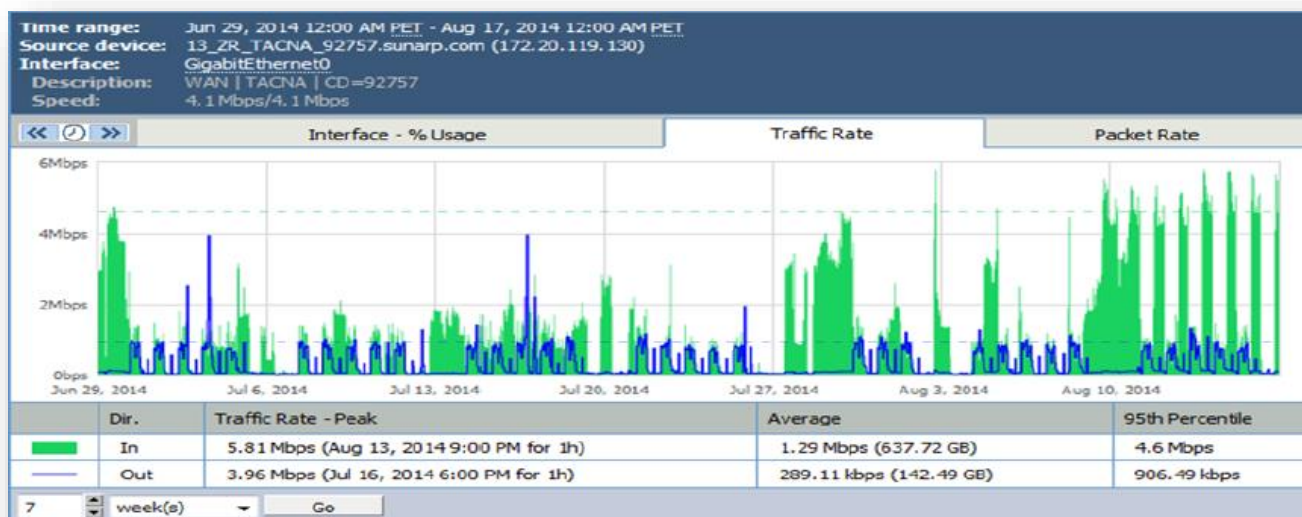 Time range: Jun 29, 2014 12:00 AM PET - Aug 17, 2014 12:00 AM PET
Source device: 13_ZR_TACNA_92757.sunarp.com (172.20.119.130)
Interface: GigabitEthernet0
Description: WAN | TACNA | CD=92757
Speed: 4.1 Mbps/4.1 Mbps
Interface - % Usage Traffic Rate Packet Rate
6Mbps
4Mbps
2Mbps
0bps
Jun 29, 2014 Jul 6, 2014 Jul 13, 2014 Jul 20, 2014 Jul 27, 2014 Aug 3, 2014 Aug 10, 2014
Dir. Traffic Rate - Peak Average 95th Percentile
In 5.81 Mbps (Aug 13, 2014 9:00 PM for 1h) 1.29 Mbps (637.72 GB) 4.6 Mbps
Out 3.96 Mbps (Jul 16, 2014 6:00 PM for 1h) 289.11 kbps (142.49 GB) 906.49 kbps
7 week(s) Go